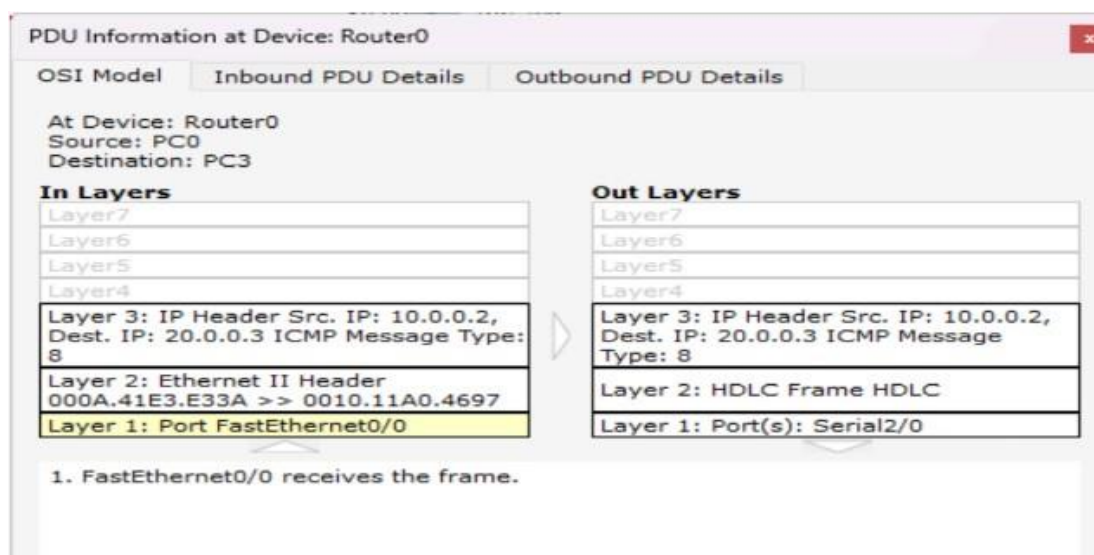 PDU Information at Device: Router0
x
OSI Model
Inbound PDU Details
Outbound PDU Details
At Device: Router0
Source: PC0
Destination: PC3
In Layers
Layer7
Layer6
Layer5
Layer4
Layer 3: IP Header Src. IP: 10.0.0.2,
Dest. IP: 20.0.0.3 ICMP Message Type:
8
Layer 2: Ethernet II Header
000A.41E3.E33A >> 0010.11A0.4697
Layer 1: Port FastEthernet0/0
Out Layers
Layer7
Layer6
Layer5
Layer4
Layer 3: IP Header Src. IP: 10.0.0.2,
Dest. IP: 20.0.0.3 ICMP Message
Type: 8
Layer 2: HDLC Frame HDLC
Layer 1: Port(s): Serial2/0
1. FastEthernet0/0 receives the frame.